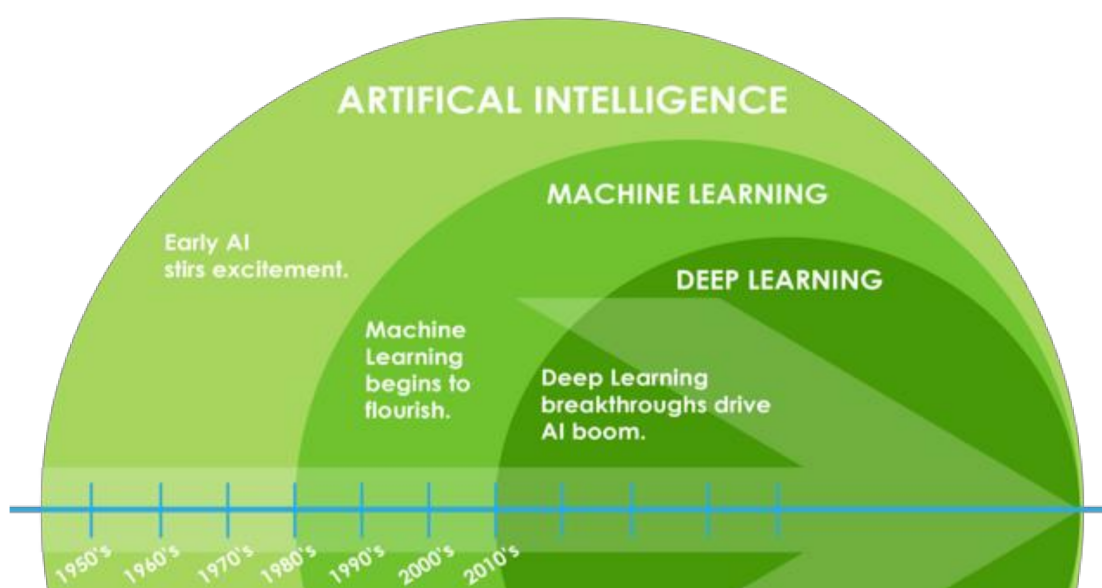 ARTIFICAL INTELLIGENCE
MACHINE LEARNING
Early AI
stirs excitement.
DEEP LEARNING
Machine
Learning
begins to
flourish.
Deep Learning
breakthroughs drive
AI boom.
1950's
1960's
1970's
1980's
1990's
2000's
2010's